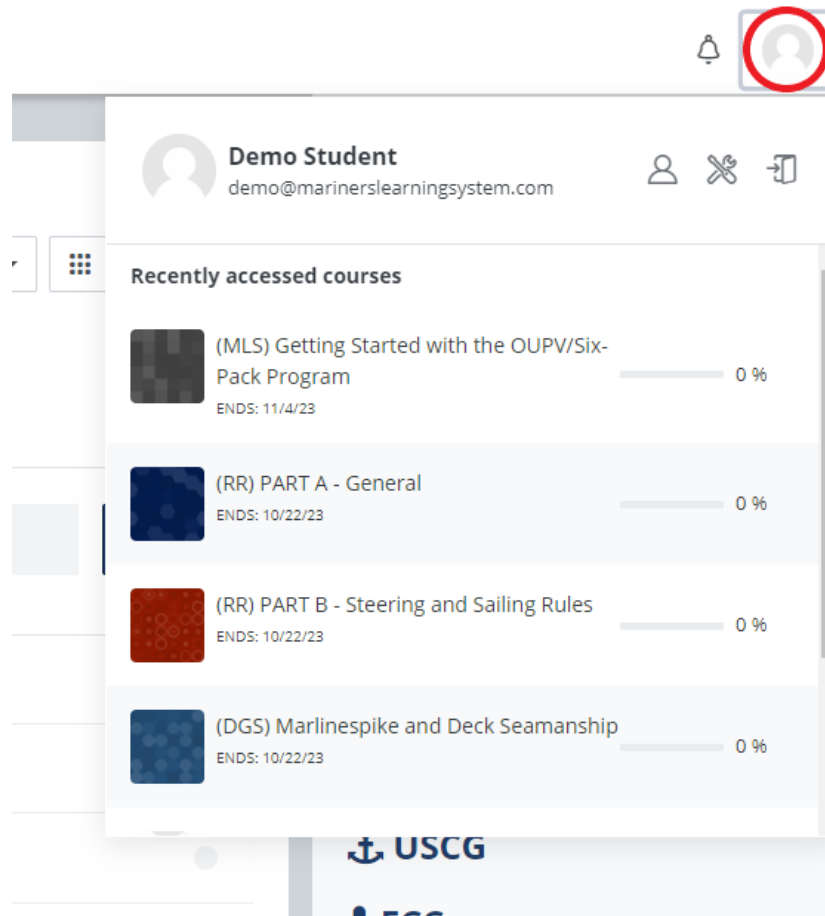 Demo Student
demo@marinerslearningsystem.com
Recently accessed courses
(MLS) Getting Started with the OUPV/Six-
Pack Program
0 %
ENDS: 11/4/23
(RR) PART A - General
0 %
ENDS: 10/22/23
(RR) PART B - Steering and Sailing Rules
0 %
ENDS: 10/22/23
(DGS) Marlinespike and Deck Seamanship
0 %
ENDS: 10/22/23
USCG